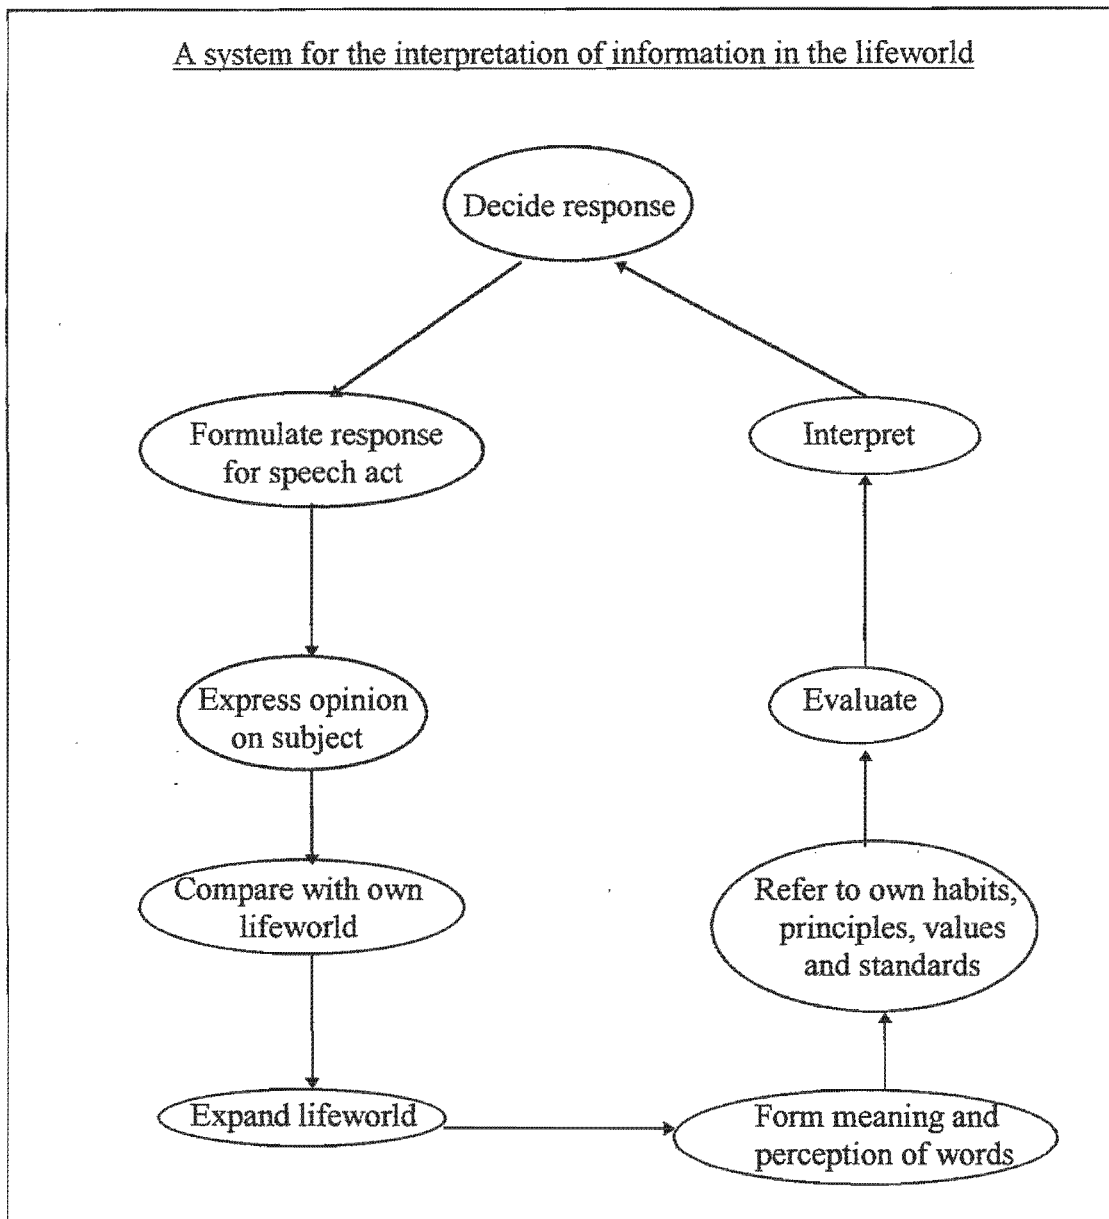 A system for the interpretation of information in the lifeworld
Decide response
Formulate response
for speech act
Interpret
Express opinion
on subject
Evaluate
Compare with own
lifeworld
Refer to own habits,
principles, values
and standards
Expand lifeworld
Form meaning and
perception of words